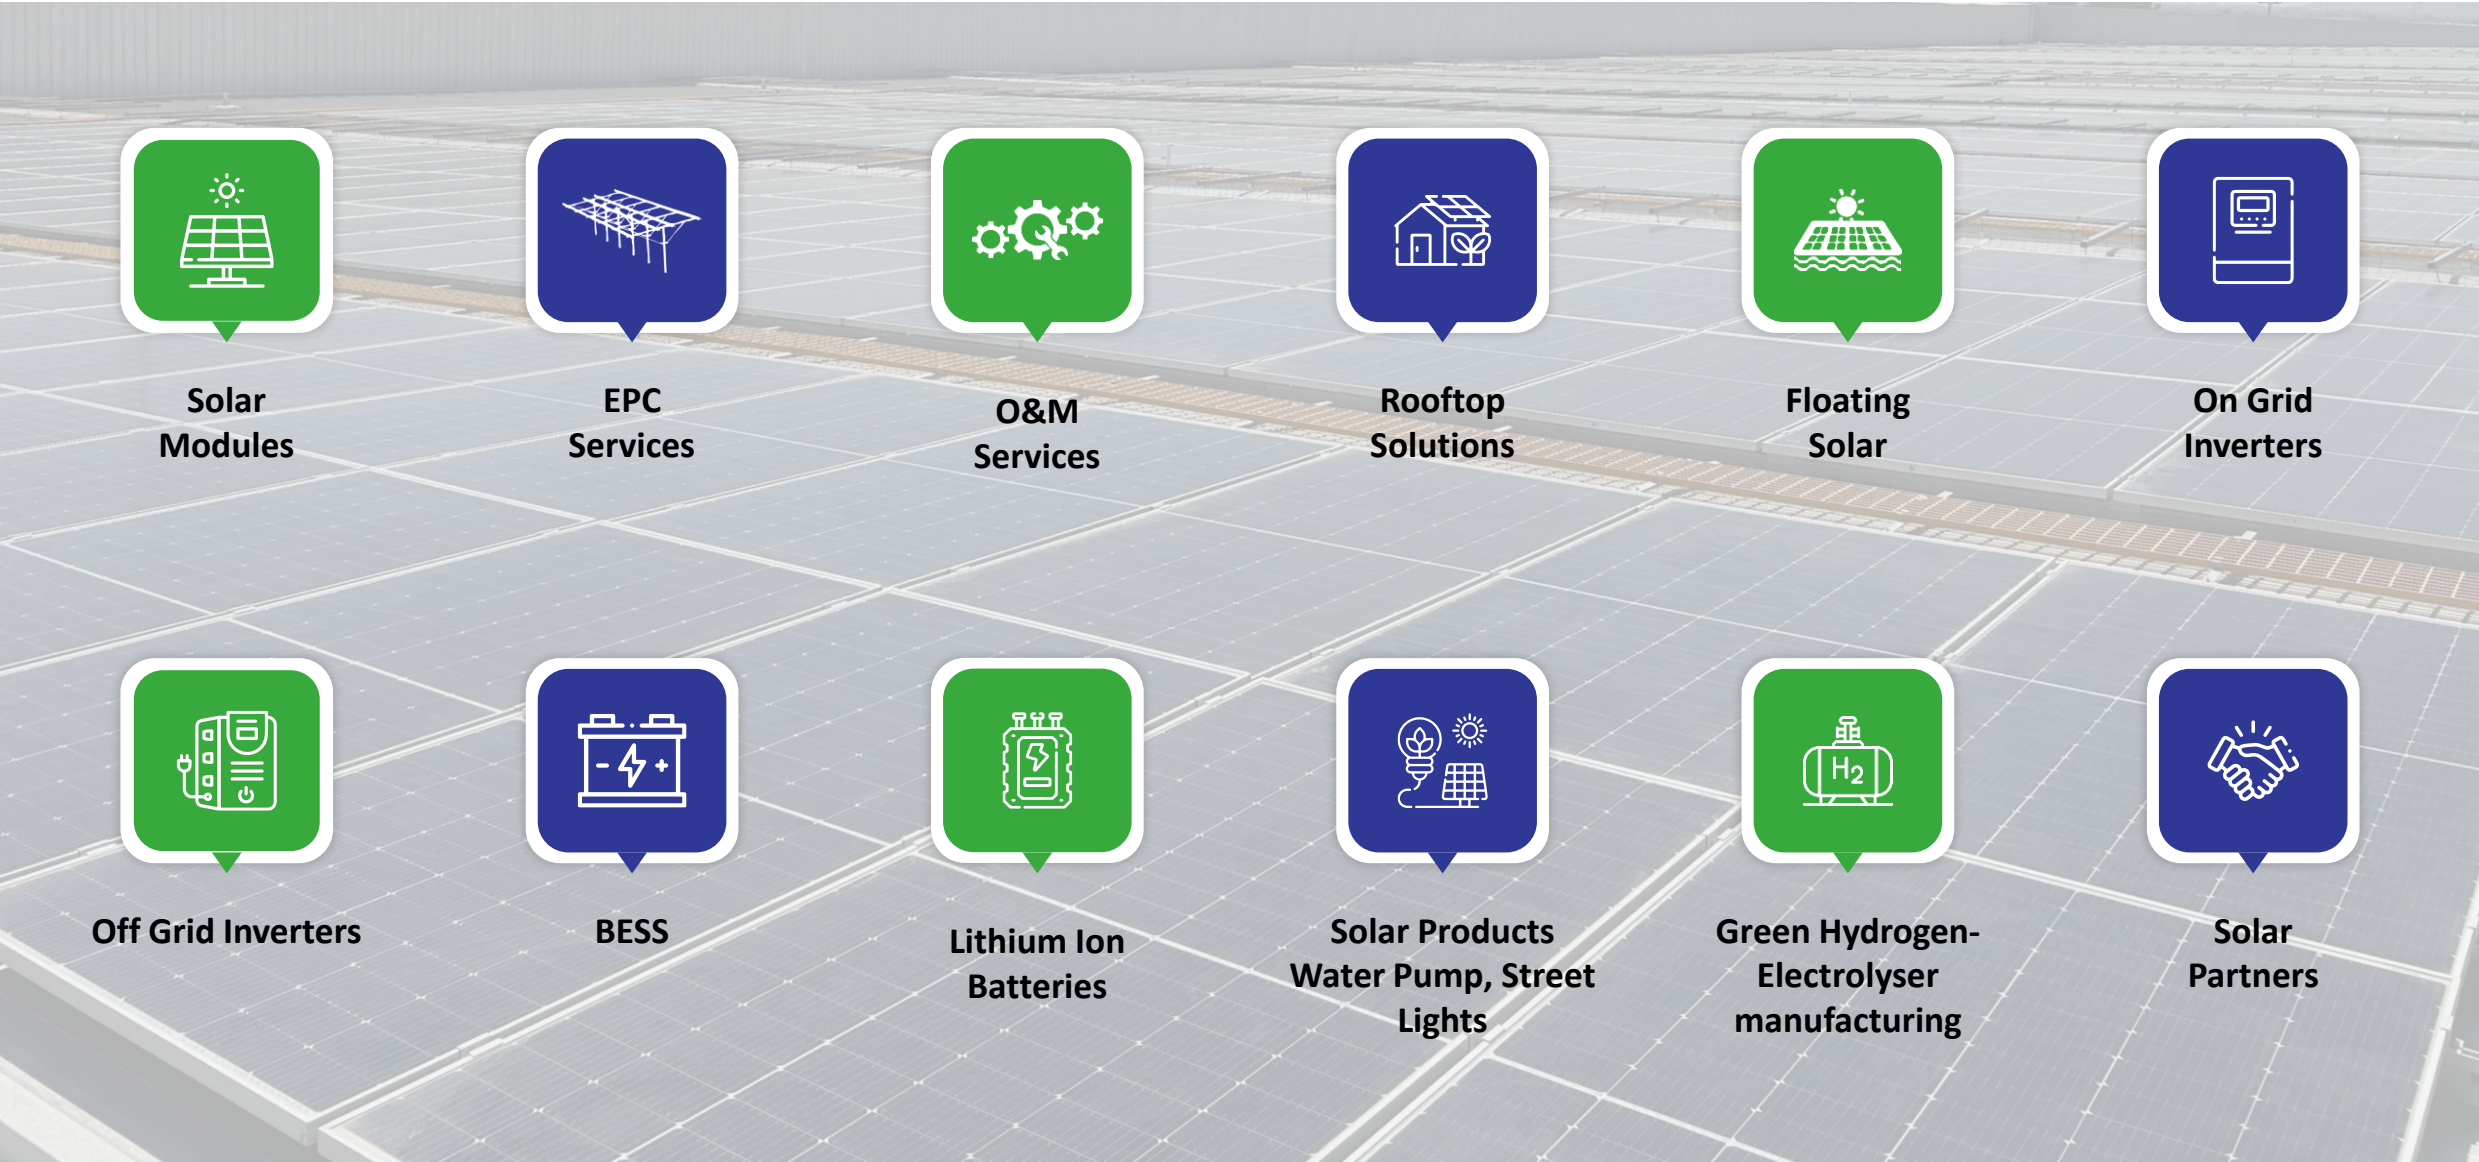 Solar
Modules
EPC
Services
O&M
Services
Rooftop
Solutions
Floating
Solar
On Grid
Inverters
Off Grid Inverters
BESS
Lithium Ion
Batteries
Solar Products
Water Pump, Street
Lights
H2
Green Hydrogen-
Electrolyser
manufacturing
Solar
Partners